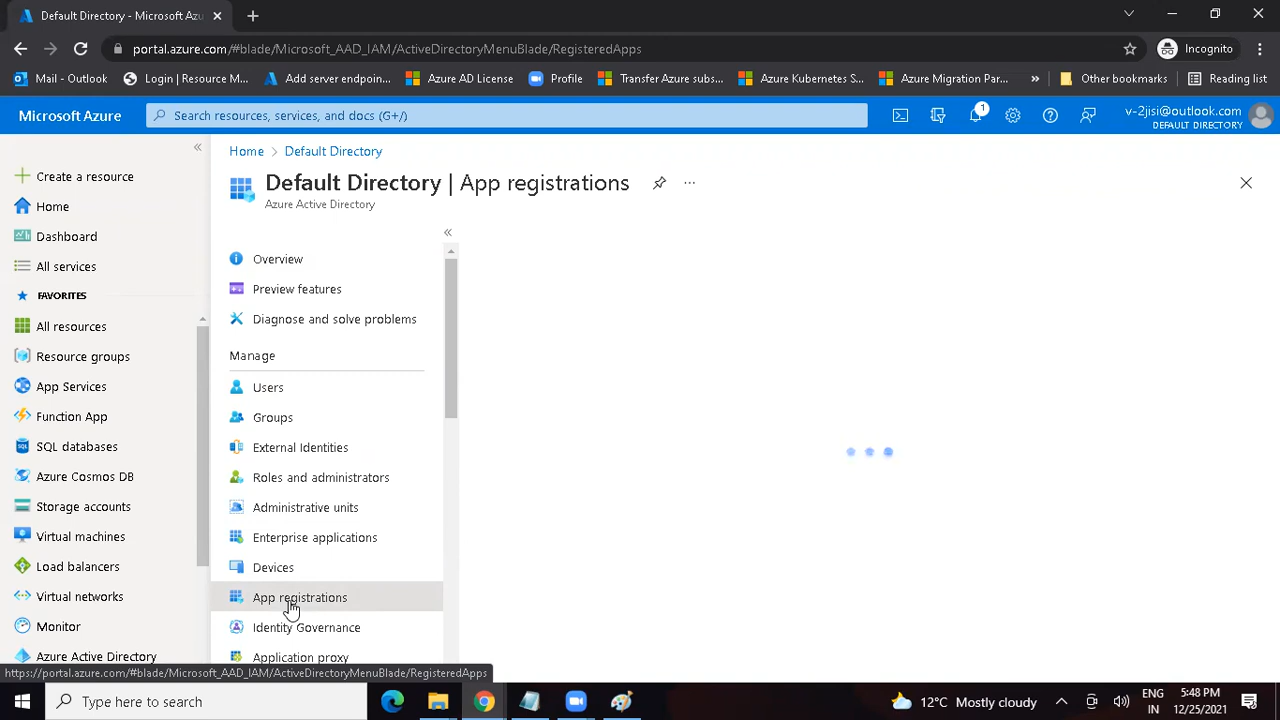 Default Directory - Microsoft Azu
portal.azure.com/#blade/Microsoft_AAD_IAM/ActiveDirectoryMenuBlade/RegisteredApps
Incognito
Mail - Outlook
Login | Resource M...
Add server endpoin...
Azure AD License
Profile
Transfer Azure subs...
Azure Kubernetes S...
Azure Migration Par...
»
Other bookmarks
Reading list
Microsoft Azure
Search resources, services, and docs (G+/)
1
v-2jisi@outlook.com
DEFAULT DIRECTORY
«
Create a resource
Home
Dashboard
All services
FAVORITES
All resources
Resource groups
App Services
Function App
SQL databases
Azure Cosmos DB
Storage accounts
Virtual machines
Load balancers
Virtual networks
Monitor
Azure Active Directory
Home > Default Directory
Default Directory | App registrations
Azure Active Directory
«
Overview
Preview features
Diagnose and solve problems
Manage
Users
Groups
External Identities
Roles and administrators
Administrative units
Enterprise applications
Devices
App registrations
Identity Governance
Application proxy
https://portal.azure.com/#blade/Microsoft_AAD_IAM/ActiveDirectoryMenuBlade/RegisteredApps
Type here to search
12°C Mostly cloudy
ENG
IN
5:48 PM
12/25/2021